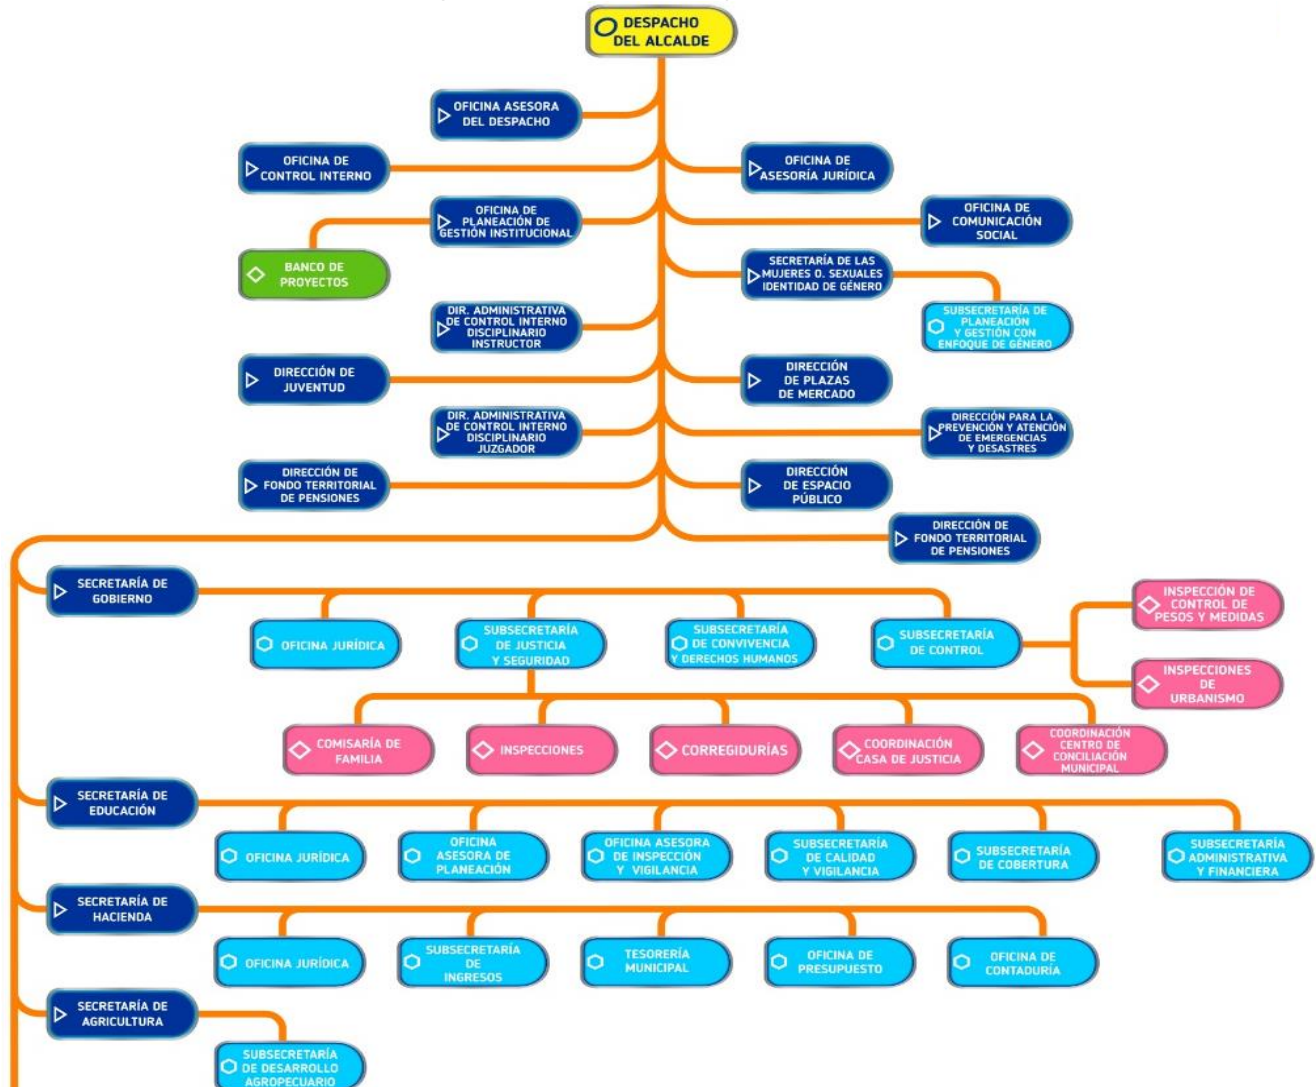 DESPACHO
DEL ALCALDE
OFICINA ASESORA
DEL DESPACHO
OFICINA DE
CONTROL INTERNO
OFICINA DE
ASESORÍA JURÍDICA
OFICINA DE
PLANEACIÓN DE
GESTIÓN INSTITUCIONAL
OFICINA DE
COMUNICACIÓN
SOCIAL
BANCO DE
PROYECTOS
SECRETARÍA DE LAS
MUJERES O. SEXUALES
IDENTIDAD DE GÉNERO
SUBSECRETARÍA DE
PLANEACIÓN
Y GESTIÓN CON
ENFOQUE DE GÉNERO
DIR. ADMINISTRATIVA
DE CONTROL INTERNO
DISCIPLINARIO
INSTRUCTOR
DIRECCIÓN DE
JUVENTUD
DIRECCIÓN
DE PLAZAS
DE MERCADO
DIR. ADMINISTRATIVA
DE CONTROL INTERNO
DISCIPLINARIO
JUZGADOR
DIRECCIÓN PARA LA
PREVENCIÓN Y ATENCIÓN
DE EMERGENCIAS
Y DESASTRES
DIRECCIÓN DE
FONDO TERRITORIAL
DE PENSIONES
DIRECCIÓN
DE ESPACIO
PÚBLICO
DIRECCIÓN DE
FONDO TERRITORIAL
DE PENSIONES
SECRETARÍA DE
GOBIERNO
OFICINA JURÍDICA
SUBSECRETARÍA
DE JUSTICIA
Y SEGURIDAD
SUBSECRETARÍA
DE CONVIVENCIA
Y DERECHOS HUMANOS
SUBSECRETARÍA
DE CONTROL
INSPECCIÓN DE
CONTROL DE
PESOS Y MEDIDAS
INSPECCIONES
DE
URBANISMO
COMISARÍA DE
FAMILIA
INSPECCIONES
CORREGIDURÍAS
COORDINACIÓN
CASA DE JUSTICIA
COORDINACIÓN
CENTRO DE
CONCILIACIÓN
MUNICIPAL
SECRETARÍA DE
EDUCACIÓN
OFICINA JURÍDICA
OFICINA
ASESORA DE
PLANEACIÓN
OFICINA ASESORA
DE INSPECCIÓN
Y VIGILANCIA
SUBSECRETARÍA
DE CALIDAD
Y VIGILANCIA
SUBSECRETARÍA
DE COBERTURA
SUBSECRETARÍA
ADMINISTRATIVA
Y FINANCIERA
SECRETARÍA DE
HACIENDA
OFICINA JURÍDICA
SUBSECRETARÍA
DE
INGRESOS
TESORERÍA
MUNICIPAL
OFICINA DE
PRESUPUESTO
OFICINA DE
CONTADURÍA
SECRETARÍA DE
AGRICULTURA
SUBSECRETARÍA
DE DESARROLLO
AGROPECUARIO